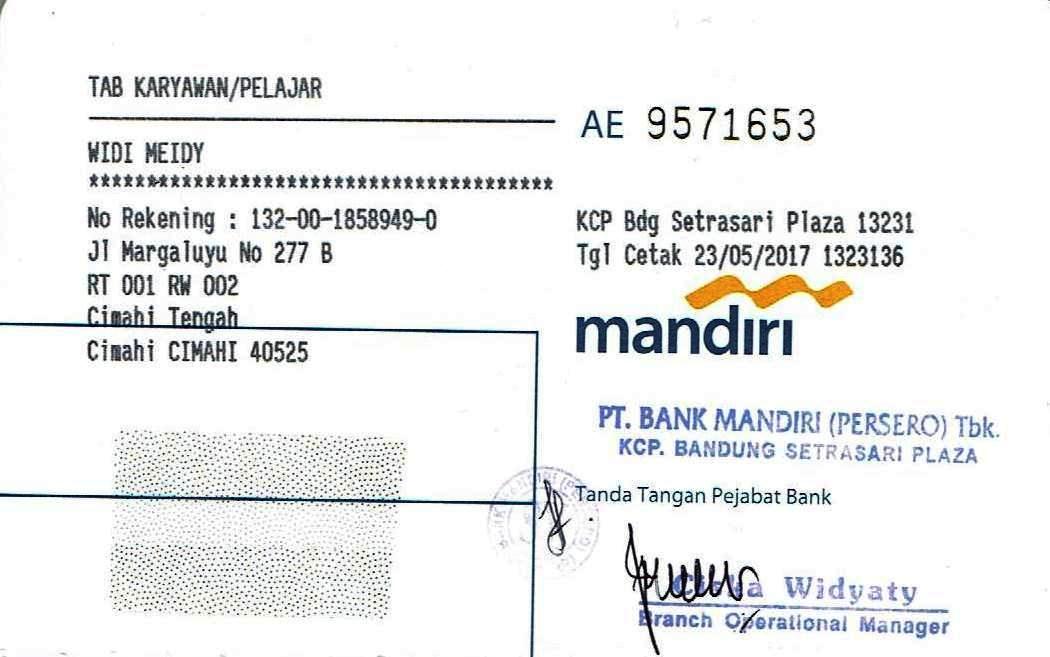 TAB KARYAWAN/PELAJAR
AE 9571653
WIDI MEIDY
****************************************
No Rekening : 132-00-1858949-0
Jl Margaluyu No 277 B
RT 001 RW 002
Cimahi Tengah
Cimahi CIMAHI 40525
KCP Bdg Setrasari Plaza 13231
Tgl Cetak 23/05/2017 1323136
mandiri
PT. BANK MANDIRI (PERSERO) Tbk.
KCP. BANDUNG SETRASARI PLAZA
Tanda Tangan Pejabat Bank
Widyaty
Branch Operational Manager